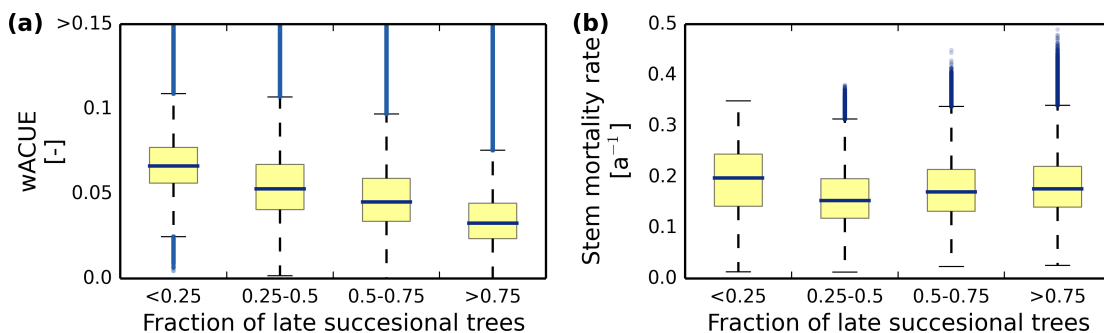 (a)
>0.15
0.1
0.05
0.0
wACUE
[-]
<0.25
0.25-0.5
0.5-0.75
>0.75
Fraction of late succesional trees
(b)
0.5
0.4
0.3
0.2
0.1
0.0
Stem mortality rate
[a⁻¹]
<0.25
0.25-0.5
0.5-0.75
>0.75
Fraction of late succesional trees